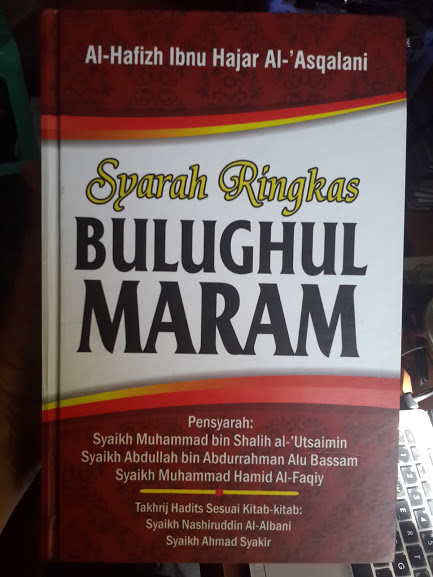 Al-Hafizh Ibnu Hajar Al-'Asqalani
Syarah Ringkas
BULUGHUL
MARAM
Pensyarah:
Syaikh Muhammad bin Shalih al-'Utsaimin
Syaikh Abdullah bin Abdurrahman Alu Bassam
Syaikh Muhammad Hamid Al-Faqiy
Takhrij Hadits Sesuai Kitab-kitab:
Syaikh Nashiruddin Al-Albani
Syaikh Ahmad Syakir